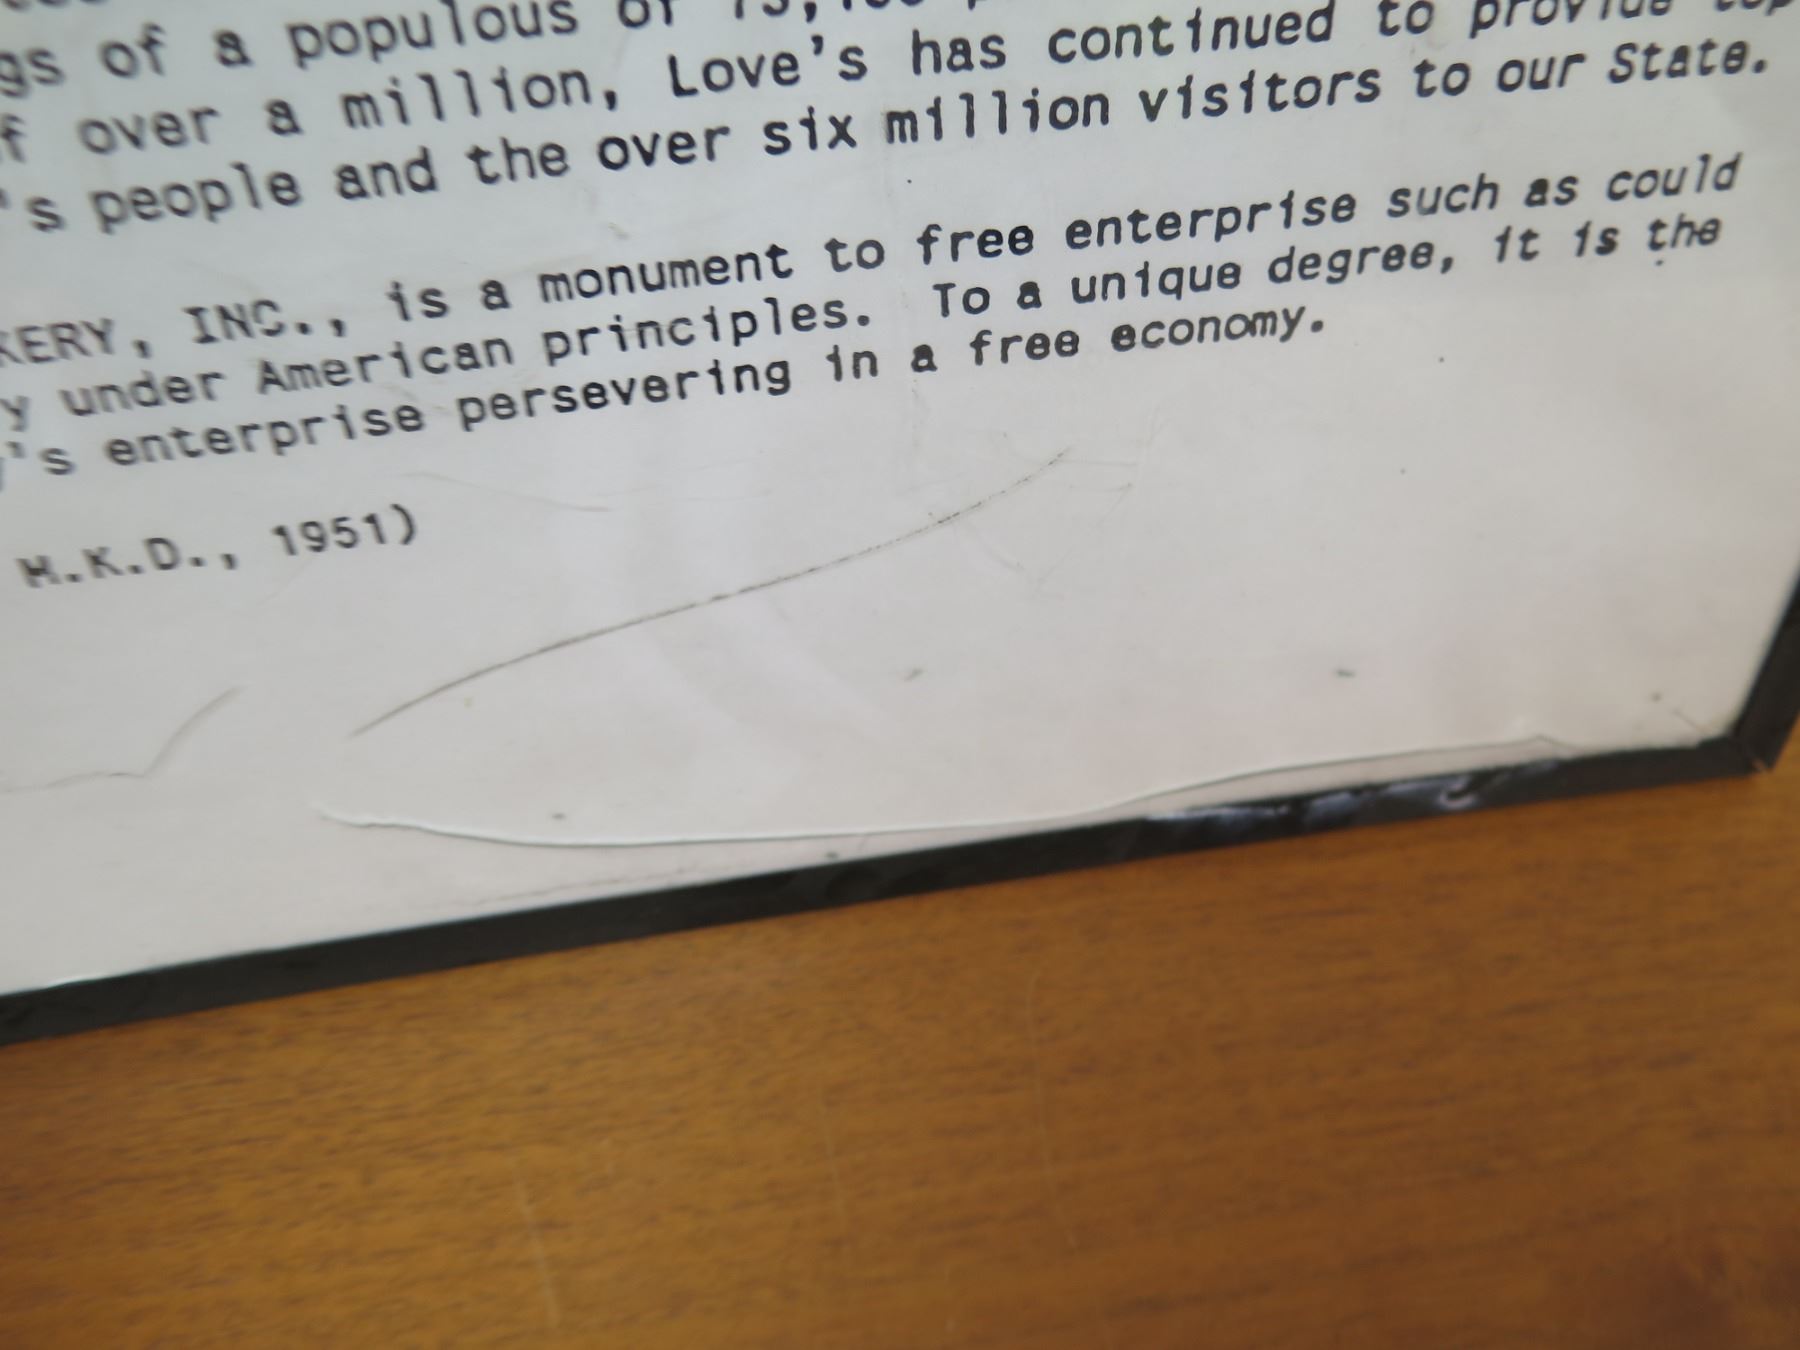 of a populous of
over a million, Love's has continued to provide
's people and the over six million visitors to our State.
KERY, INC., is a monument to free enterprise such as could
y under American principles. To a unique degree, it is the
's enterprise persevering in a free economy.
H.K.D., 1951)